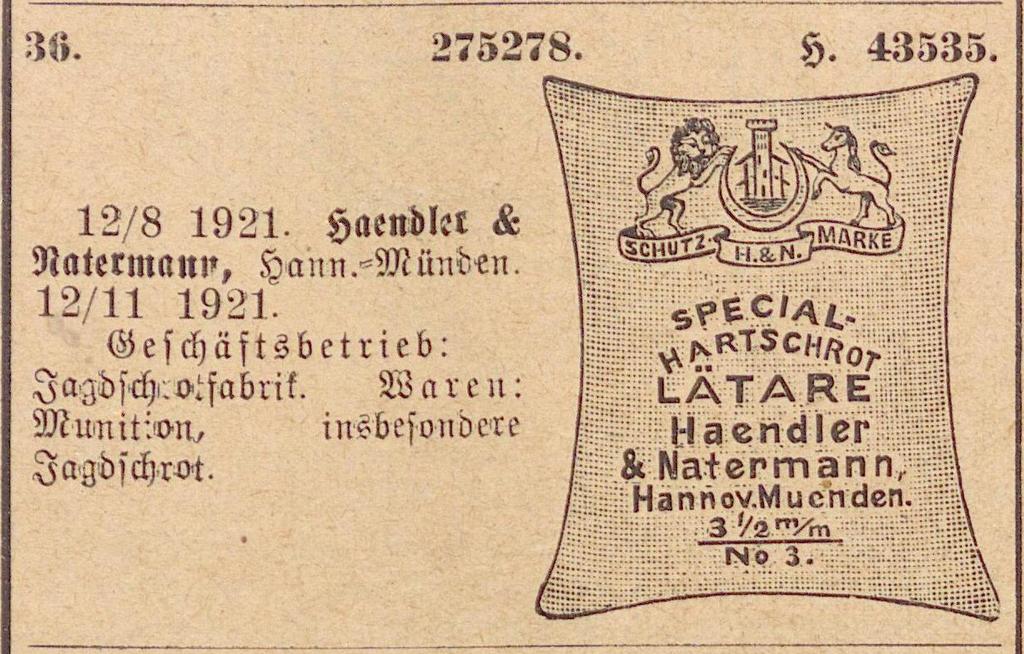 36. 275278. H. 43535.
12/8 1921. Haendler &
Natermann, Hann.-Münden.
12/11 1921.
Geschäftsbetrieb:
Jagdschrotfabrik. Waren:
Munition, insbesondere
Jagdschrot.
SCHUTZ- H.&N. MARKE
SPECIAL-
HARTSCHROT
LÄTARE
Haendler
& Natermann,
Hannov.Muenden.
3 1/2 m/m
No 3.